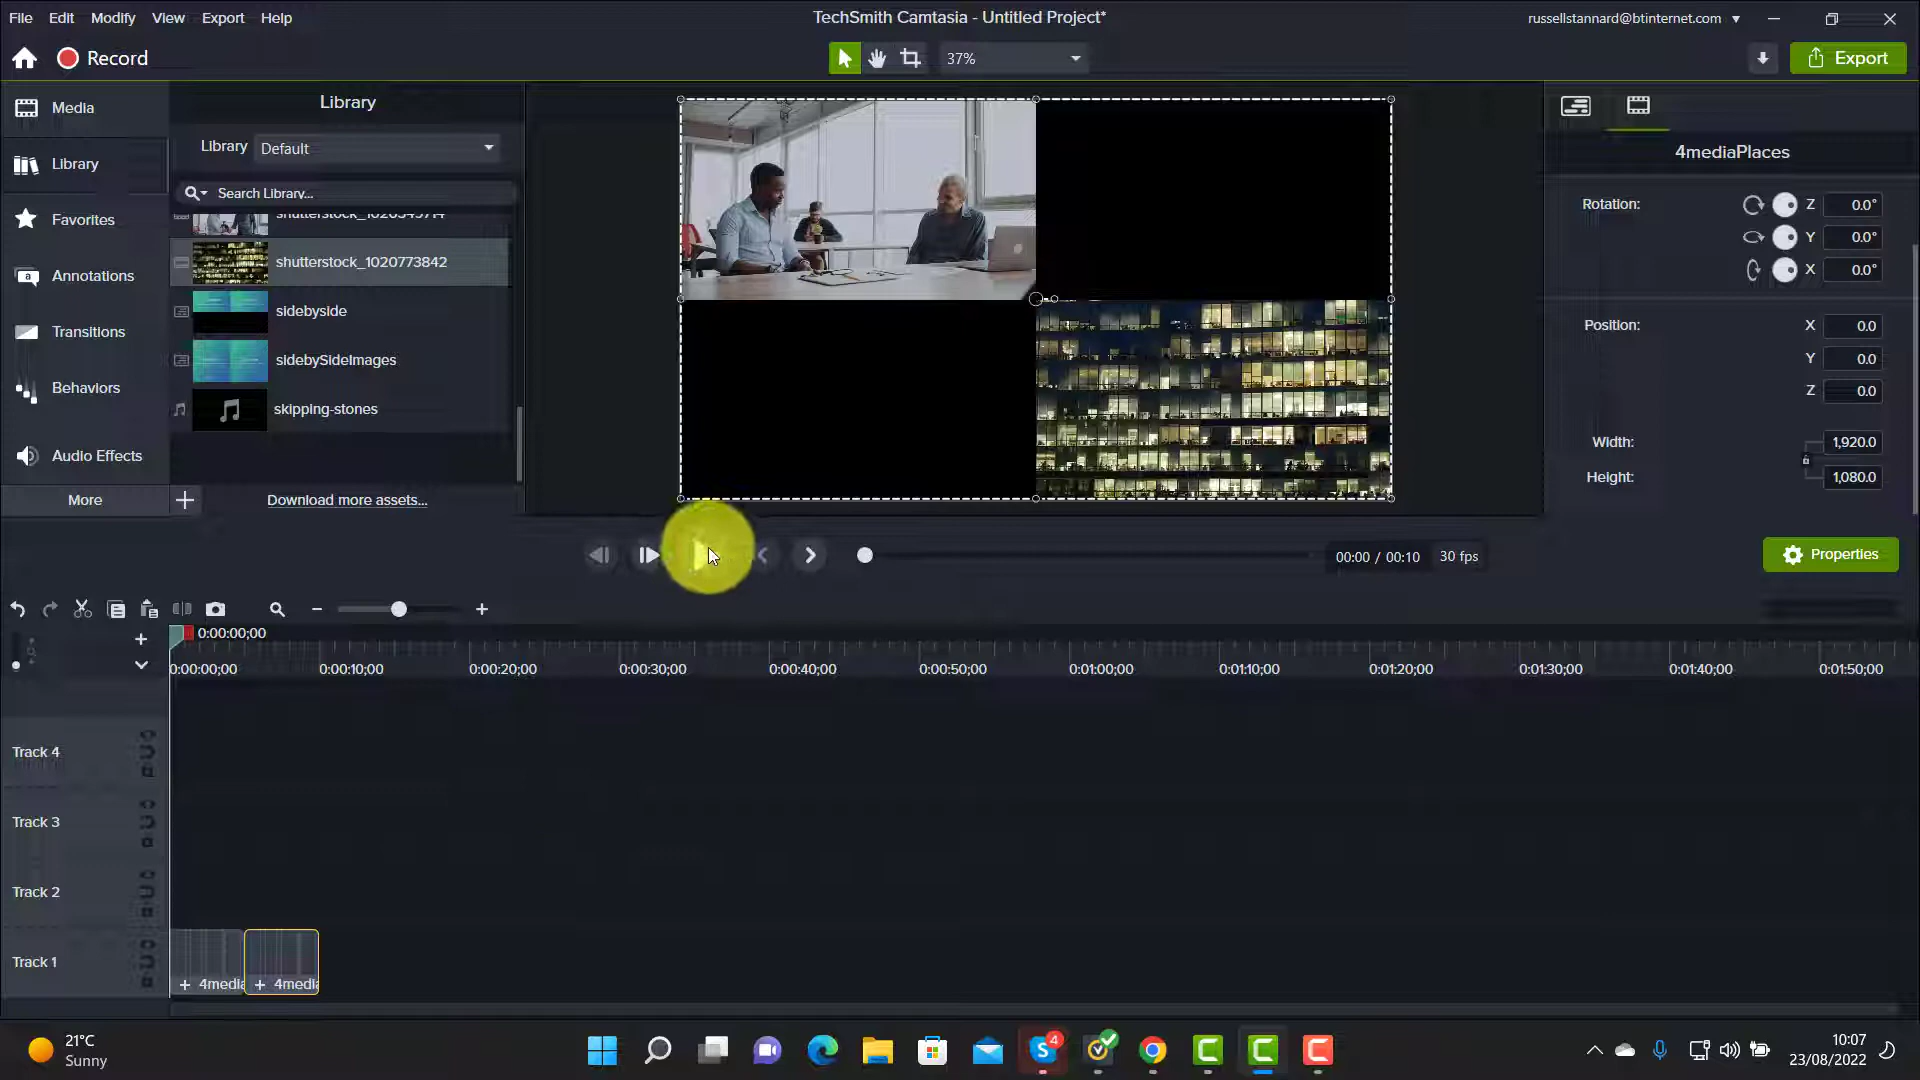 File Edit Modify View Export Help
TechSmith Camtasia - Untitled Project*
russellstannard@btinternet.com
Record
37%
Export
Media
Library
Favorites
Annotations
Transitions
Behaviors
Audio Effects
More
Library
Library Default
Search Library...
shutterstock_1020773842
sidebyside
sidebySideImages
skipping-stones
Download more assets...
4mediaPlaces
Rotation: Z 0.0°
Y 0.0°
X 0.0°
Position: X 0.0
Y 0.0
Z 0.0
Width: 1,920.0
Height: 1,080.0
00:00 / 00:10 30 fps
Properties
0:00:00;00
0:00:00;00 0:00:10;00 0:00:20;00 0:00:30;00 0:00:40;00 0:00:50;00 0:01:00;00 0:01:10;00 0:01:20;00 0:01:30;00 0:01:40;00 0:01:50;00
Track 4
Track 3
Track 2
Track 1
+ 4media + 4media
21°C
Sunny
4
10:07
23/08/2022